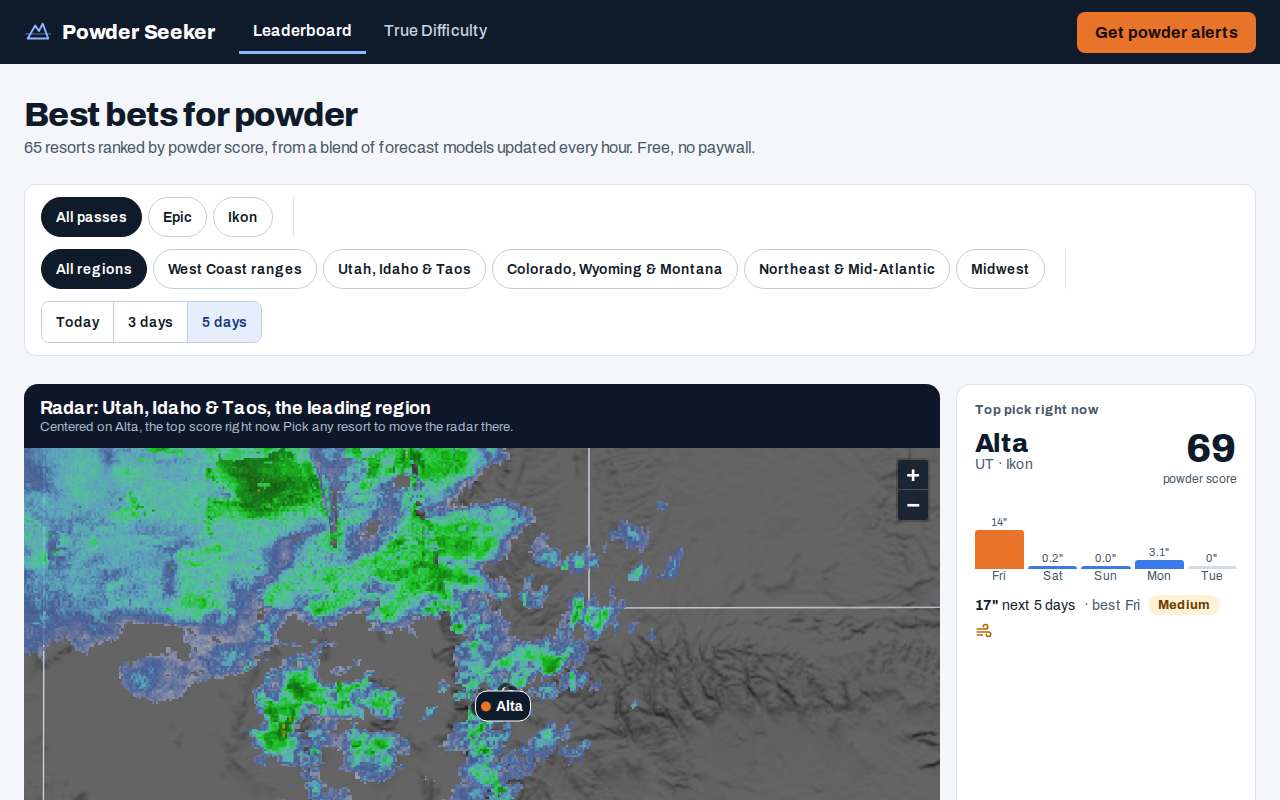 Powder Seeker
Leaderboard
True Difficulty
Get powder alerts
Best bets for powder
65 resorts ranked by powder score, from a blend of forecast models updated every hour. Free, no paywall.
All passes
Epic
Ikon
All regions
West Coast ranges
Utah, Idaho & Taos
Colorado, Wyoming & Montana
Northeast & Mid-Atlantic
Midwest
Today
3 days
5 days
Radar: Utah, Idaho & Taos, the leading region
Centered on Alta, the top score right now. Pick any resort to move the radar there.
+
−
Alta
Top pick right now
Alta
69
UT · Ikon
powder score
14"
0.2"
0.0"
3.1"
0"
Fri
Sat
Sun
Mon
Tue
17" next 5 days · best Fri Medium